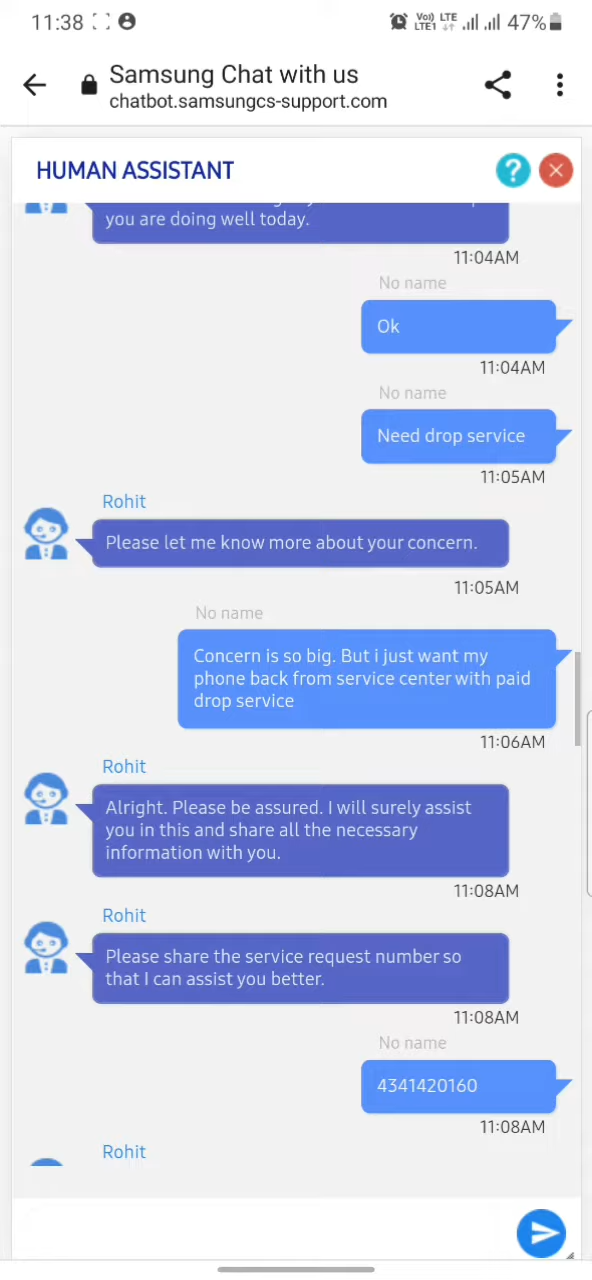 11:38
Vo)) LTE
LTE1
47%
Samsung Chat with us
chatbot.samsungcs-support.com
HUMAN ASSISTANT
you are doing well today.
11:04AM
No name
Ok
11:04AM
No name
Need drop service
11:05AM
Rohit
Please let me know more about your concern.
11:05AM
No name
Concern is so big. But i just want my
phone back from service center with paid
drop service
11:06AM
Rohit
Alright. Please be assured. I will surely assist
you in this and share all the necessary
information with you.
11:08AM
Rohit
Please share the service request number so
that I can assist you better.
11:08AM
No name
4341420160
11:08AM
Rohit